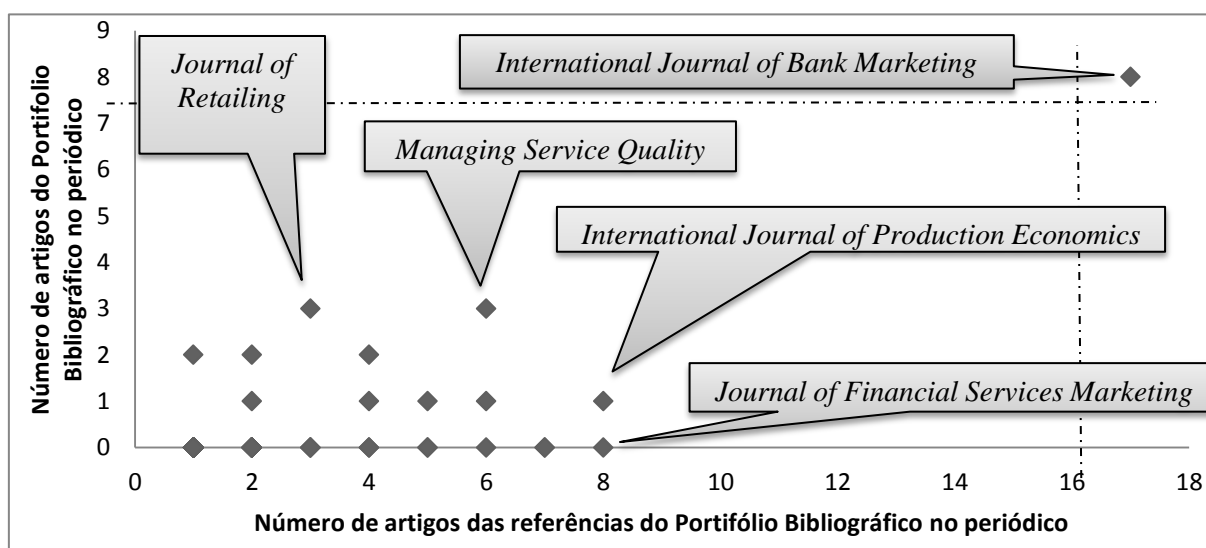 9
8
7
6
5
4
3
2
1
0
Número de artigos do Portifolio
Bibliográfico no periódico
Journal of
Retailing
International Journal of Bank Marketing
Managing Service Quality
International Journal of Production Economics
Journal of Financial Services Marketing
0 2 4 6 8 10 12 14 16 18
Número de artigos das referências do Portifólio Bibliográfico no periódico